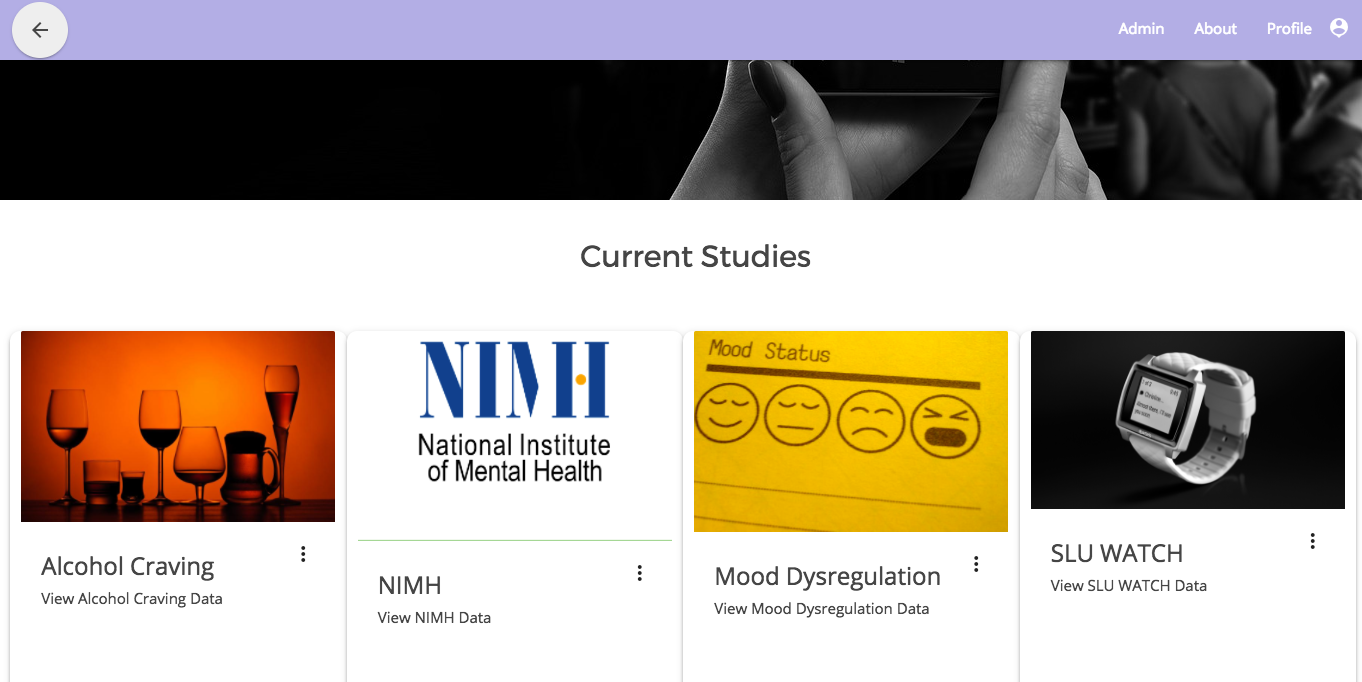 Admin About Profile
Current Studies
NIMH
National Institute
of Mental Health
Mood Status
Alcohol Craving
View Alcohol Craving Data
NIMH
View NIMH Data
Mood Dysregulation
View Mood Dysregulation Data
SLU WATCH
View SLU WATCH Data